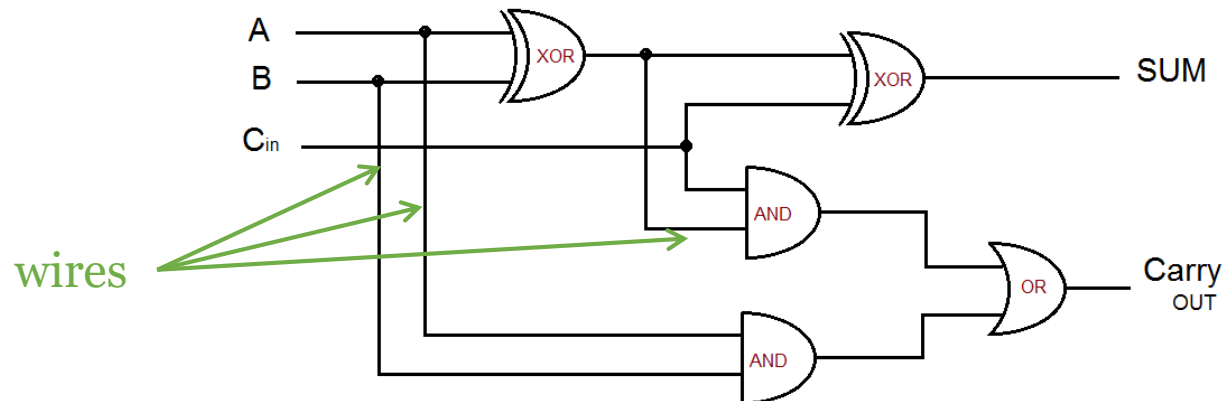 A
XOR
XOR
SUM
B
Cin
AND
wires
Carry
OUT
OR
AND